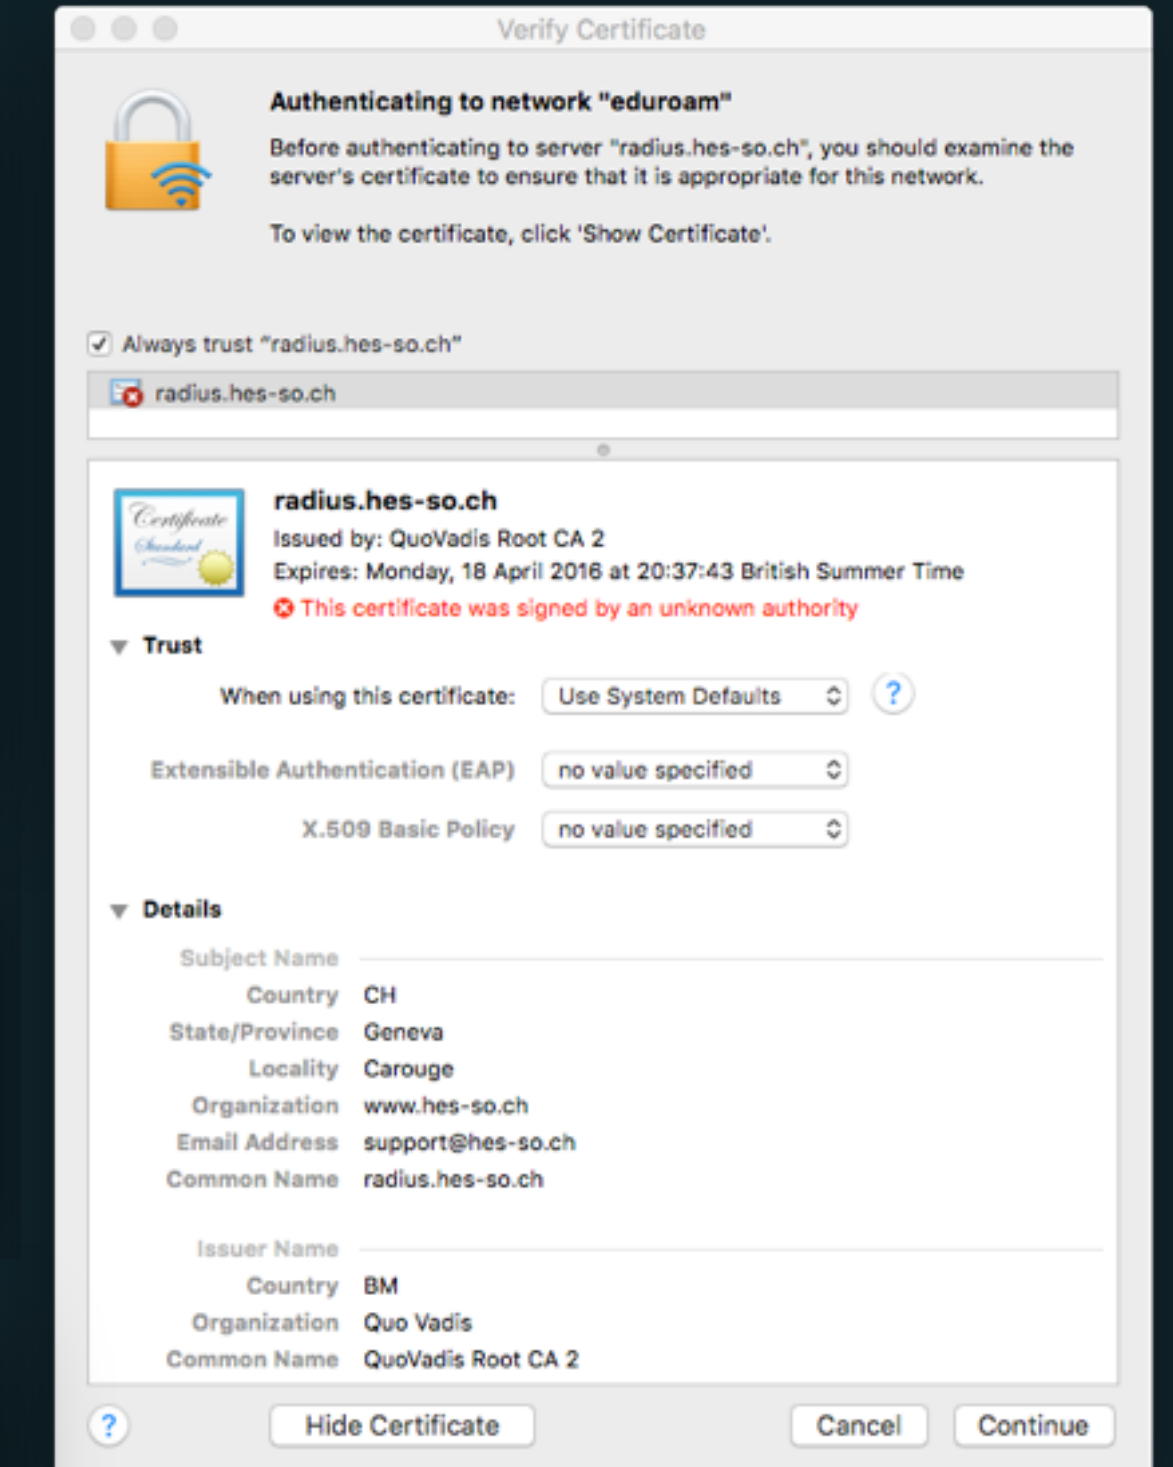 Verify Certificate
Authenticating to network "eduroam"
Before authenticating to server "radius.hes-so.ch", you should examine the
server's certificate to ensure that it is appropriate for this network.
To view the certificate, click 'Show Certificate'.
Always trust "radius.hes-so.ch"
radius.hes-so.ch
Certificate
Standard
radius.hes-so.ch
Issued by: QuoVadis Root CA 2
Expires: Monday, 18 April 2016 at 20:37:43 British Summer Time
This certificate was signed by an unknown authority
Trust
When using this certificate: Use System Defaults ?
Extensible Authentication (EAP) no value specified
X.509 Basic Policy no value specified
Details
Subject Name
Country CH
State/Province Geneva
Locality Carouge
Organization www.hes-so.ch
Email Address support@hes-so.ch
Common Name radius.hes-so.ch
Issuer Name
Country BM
Organization Quo Vadis
Common Name QuoVadis Root CA 2
? Hide Certificate Cancel Continue